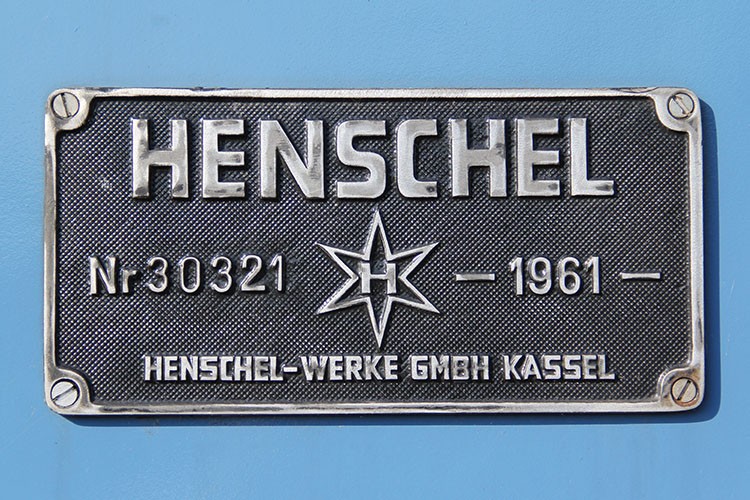 HENSCHEL
Nr 30321 H – 1961 –
HENSCHEL-WERKE GMBH KASSEL